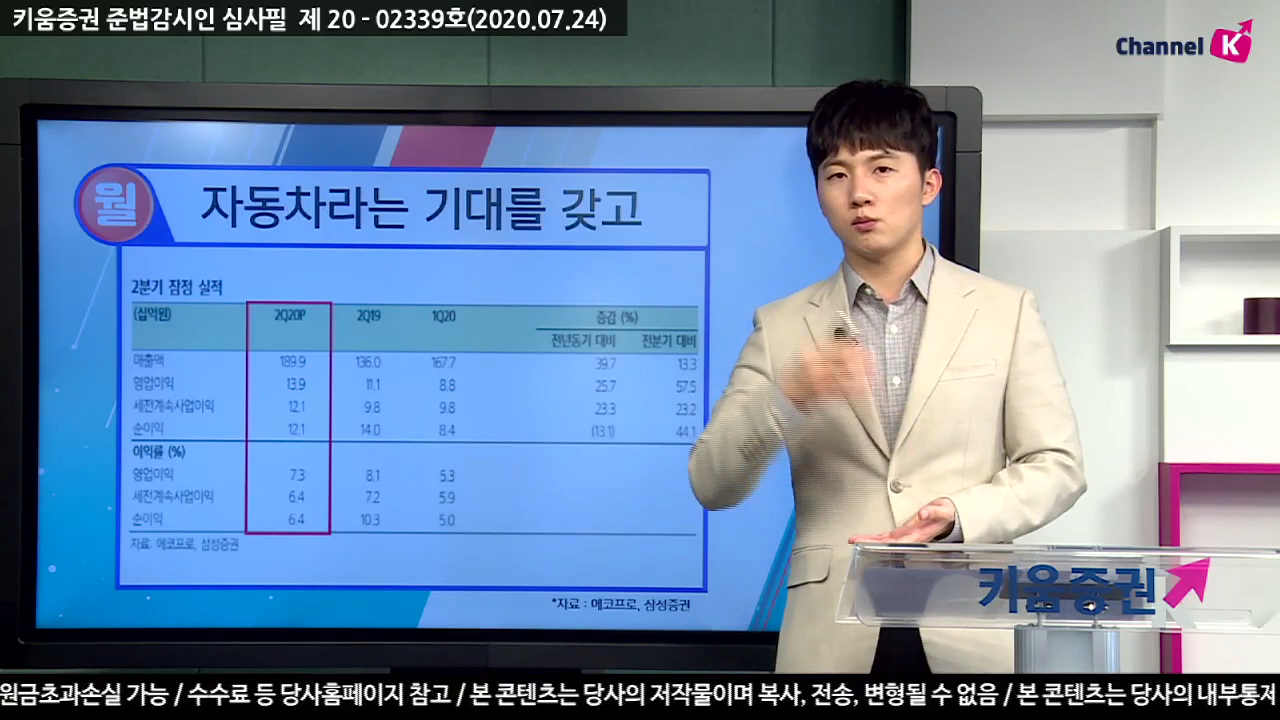 키움증권 준법감시인 심사필 제 20 - 02339호(2020.07.24)
Channel K
월 자동차라는 기대를 갖고
2분기 잠정 실적
(십억원) 2Q20P 2Q19 1Q20 증감 (%)
전년동기 대비 전분기 대비
매출액 189.9 136.0 167.7 39.7 13.3
영업이익 13.9 11.1 8.8 25.7 57.5
세전계속사업이익 12.1 9.8 9.8 23.3 23.2
순이익 12.1 14.0 8.4 (13.1) 44.1
이익률 (%)
영업이익 7.3 8.1 5.3
세전계속사업이익 6.4 7.2 5.9
순이익 6.4 10.3 5.0
자료: 에코프로, 삼성증권
*자료 : 에코프로, 삼성증권
키움증권
원금초과손실 가능 / 수수료 등 당사홈페이지 참고 / 본 콘텐츠는 당사의 저작물이며 복사, 전송, 변형될 수 없음 / 본 콘텐츠는 당사의 내부통제